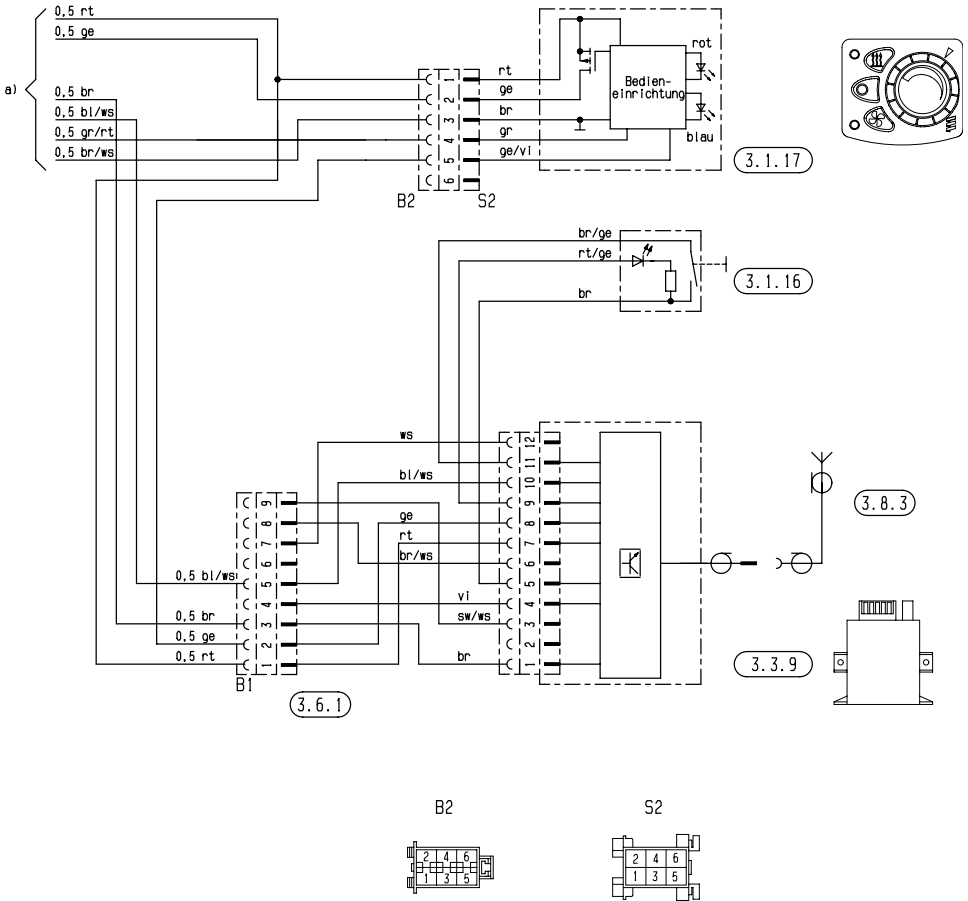 0,5 rt
0,5 ge
a)
0,5 br
0,5 bl/ws
0,5 gr/rt
0,5 br/ws
1
2
3
4
5
6
B2
S2
rt
ge
br
gr
ge/vi
Bedien-
einrichtung
rot
blau
3.1.17
br/ge
rt/ge
br
3.1.16
ws
bl/ws
ge
rt
br/ws
vi
sw/ws
br
12
11
10
9
8
7
6
5
4
3
2
1
3.8.3
3.3.9
9
8
7
6
5
4
3
2
1
0,5 bl/ws
0,5 br
0,5 ge
0,5 rt
B1
3.6.1
B2
S2
2 4 6
1 3 5
2 4 6
1 3 5